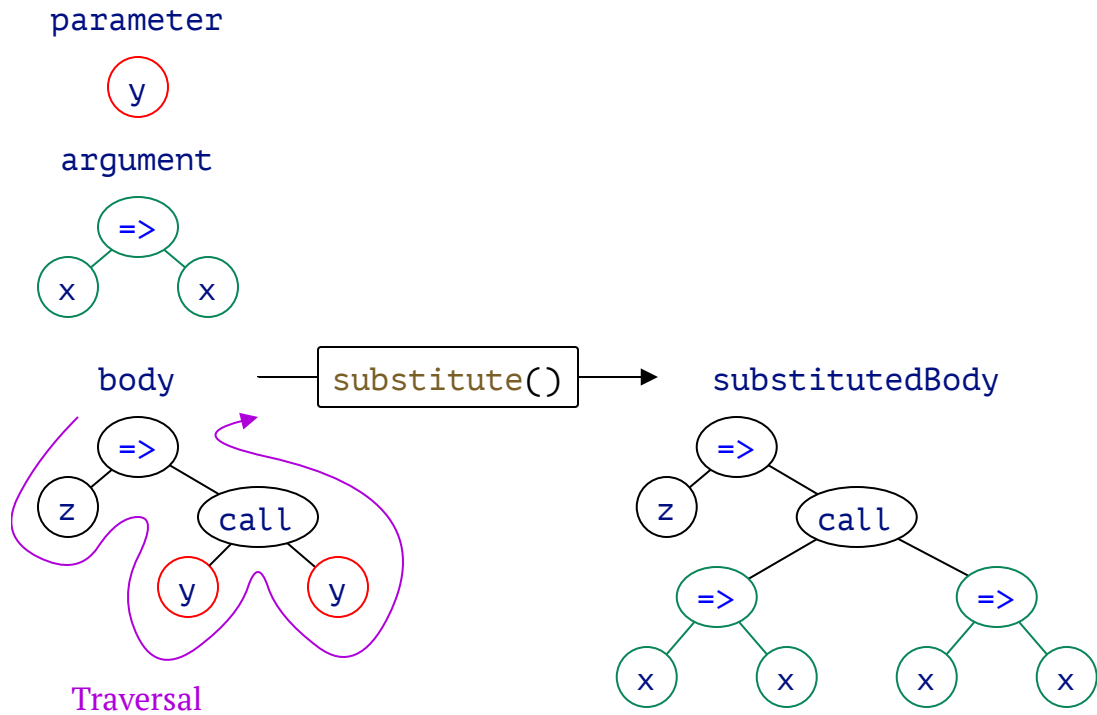 parameter
y
argument
=>
x x
body substitute() substitutedBody
=> =>
z call z call
y y => =>
x x x x
Traversal